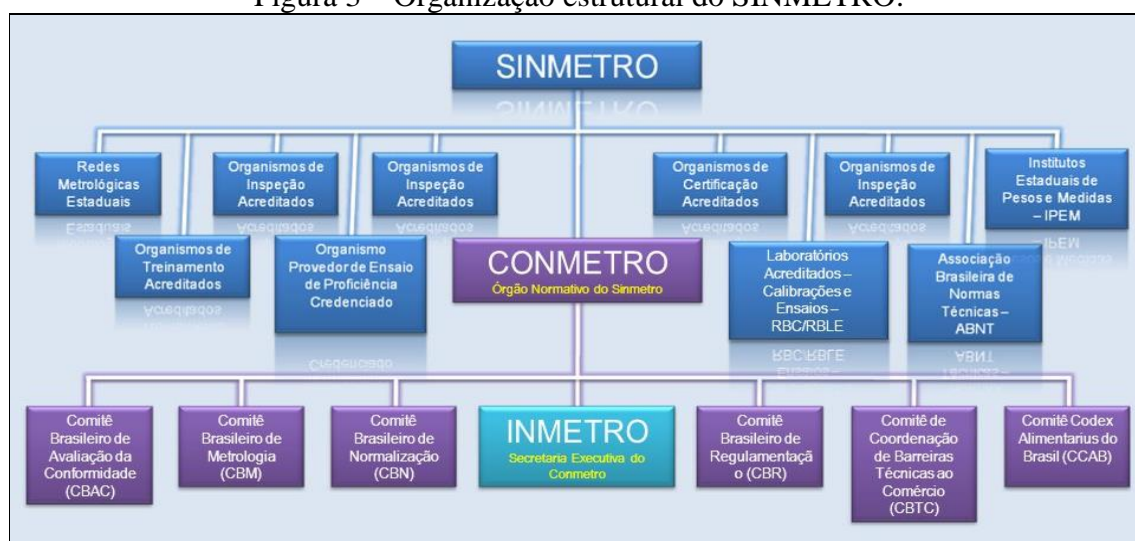 Figura 3 – Organização estrutural do SINMETRO.
SINMETRO
Redes
Metrológicas
Estaduais
Organismos de
Inspeção
Acreditados
Organismos de
Inspeção
Acreditados
Organismos de
Certificação
Acreditados
Organismos de
Inspeção
Acreditados
Institutos
Estaduais de
Pesos e Medidas
– IPEM
Organismos de
Treinamento
Acreditados
Organismo
Provedor de Ensaio
de Proficiência
Credenciado
CONMETRO
Órgão Normativo do Sinmetro
Laboratórios
Acreditados –
Calibrações e
Ensaios –
RBC/RBLE
Associação
Brasileira de
Normas
Técnicas –
ABNT
Comitê
Brasileiro de
Avaliação da
Conformidade
(CBAC)
Comitê
Brasileiro de
Metrologia
(CBM)
Comitê
Brasileiro de
Normalização
(CBN)
INMETRO
Secretaria Executiva do
Conmetro
Comitê
Brasileiro de
Regulamentaçã
o (CBR)
Comitê de
Coordenação
de Barreiras
Técnicas ao
Comércio
(CBTC)
Comitê Codex
Alimentarius do
Brasil (CCAB)